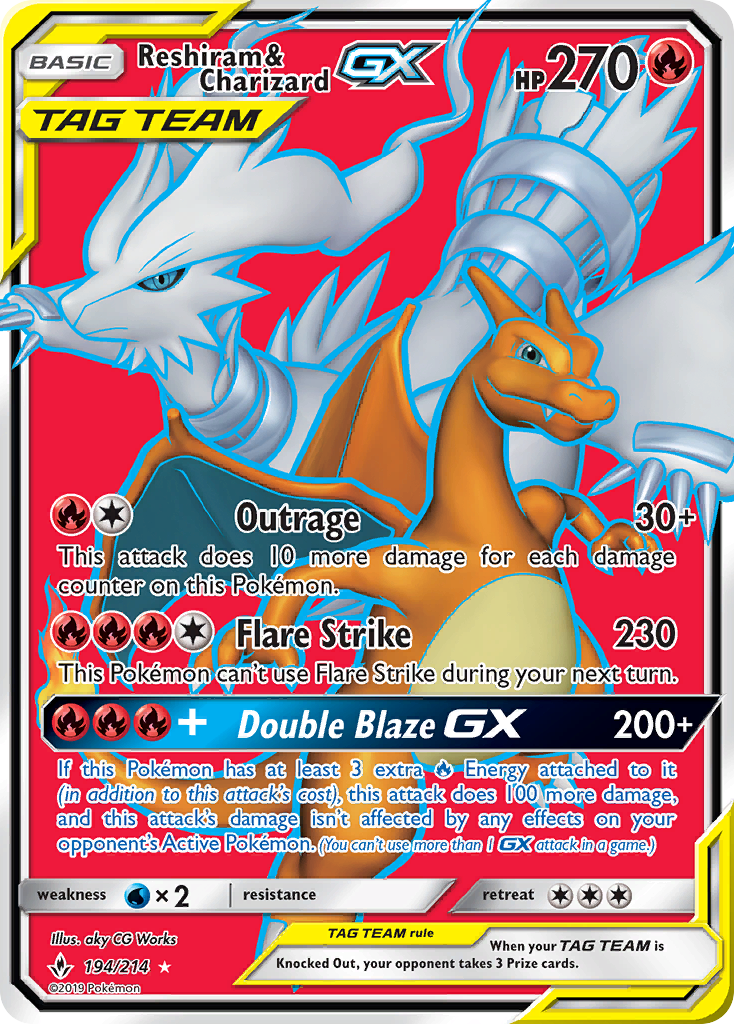 BASIC Reshiram& Charizard GX HP270
TAG TEAM
Outrage 30+
This attack does 10 more damage for each damage
counter on this Pokémon.
Flare Strike 230
This Pokémon can't use Flare Strike during your next turn.
+ Double Blaze GX 200+
If this Pokémon has at least 3 extra Energy attached to it
(in addition to this attack's cost), this attack does 100 more damage,
and this attack's damage isn't affected by any effects on your
opponent's Active Pokémon. (You can't use more than 1 GX attack in a game.)
weakness ×2 resistance retreat
Illus. aky CG Works
194/214
©2019 Pokémon
TAG TEAM rule
When your TAG TEAM is
Knocked Out, your opponent takes 3 Prize cards.